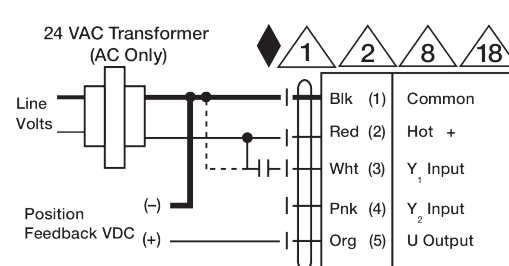 24 VAC Transformer
(AC Only)
1 2 8 18
Line
Volts
Blk (1) Common
Red (2) Hot +
Wht (3) Y1 Input
(–)
Pnk (4) Y2 Input
Position
Feedback VDC (+)
Org (5) U Output